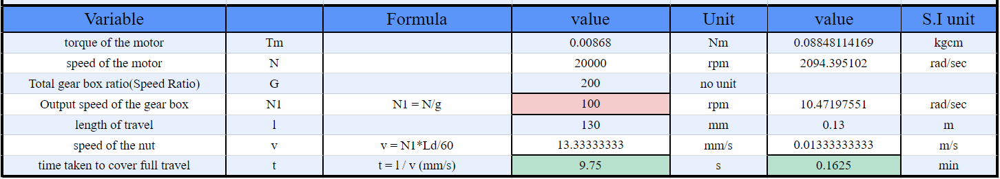 Variable Formula value Unit value S.I unit
torque of the motor Tm 0.00868 Nm 0.08848114169 kgcm
speed of the motor N 20000 rpm 2094.395102 rad/sec
Total gear box ratio(Speed Ratio) G 200 no unit
Output speed of the gear box N1 N1 = N/g 100 rpm 10.47197551 rad/sec
length of travel l 130 mm 0.13 m
speed of the nut v v = N1*Ld/60 13.33333333 mm/s 0.01333333333 m/s
time taken to cover full travel t t = l / v (mm/s) 9.75 s 0.1625 min